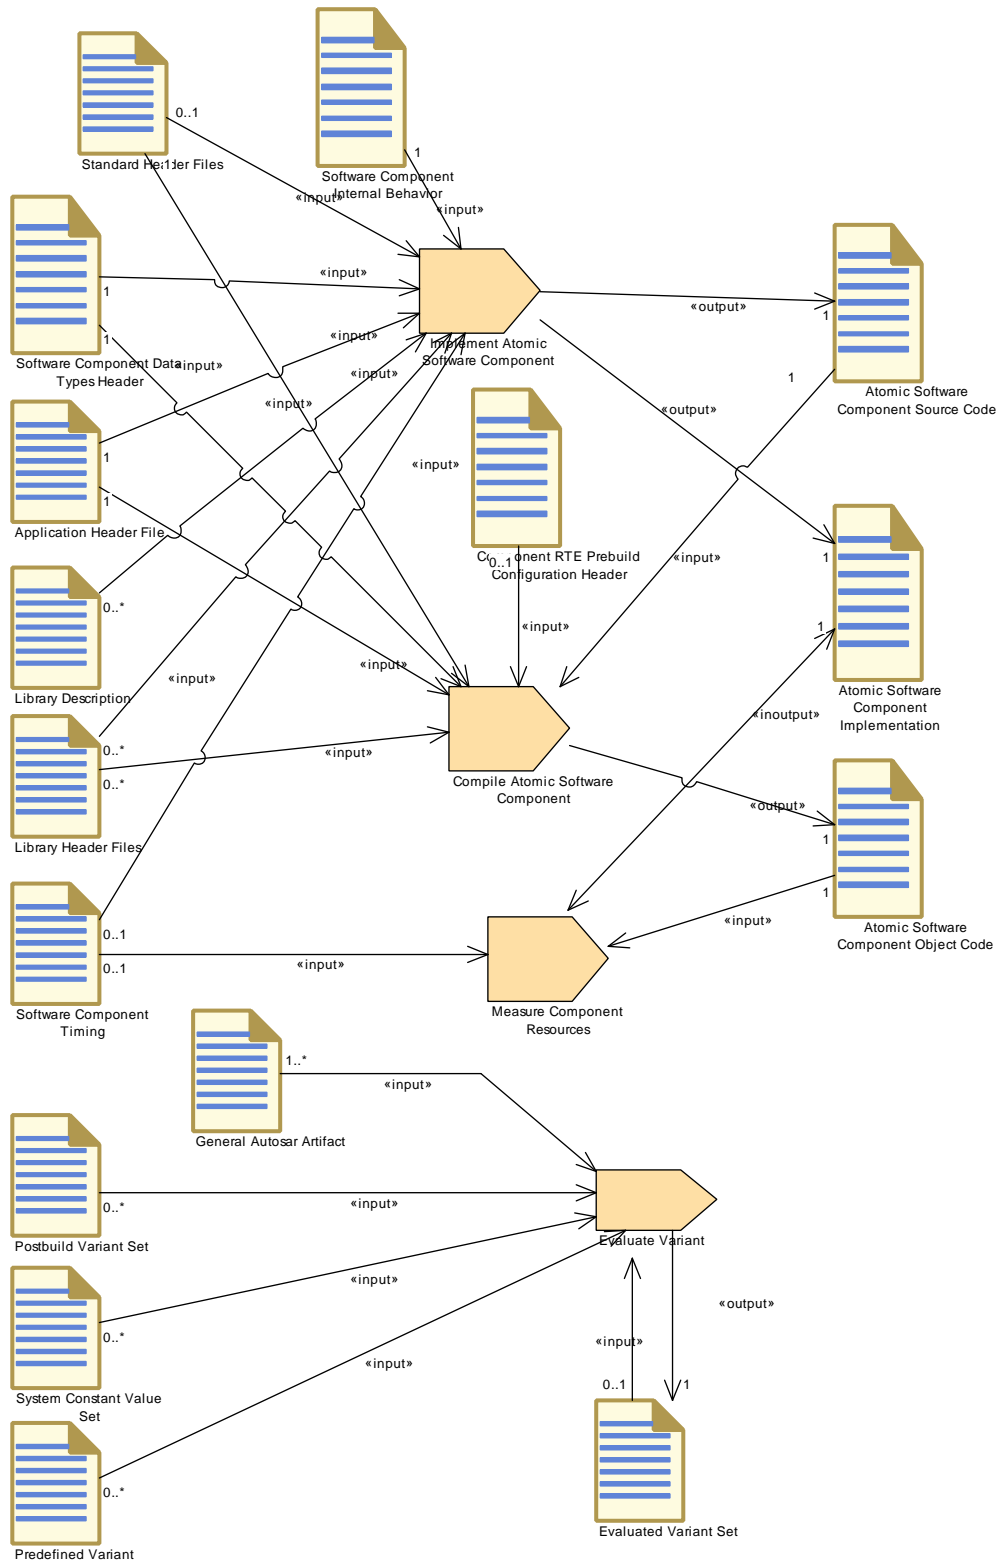 0..1
1
Standard Header Files
1
Software Component
Internal Behavior
«input»
«input»
«input»
1
1
Software Component Data
Types Header
«input»
«input»
Implement Atomic
Software Component
«output»
1
1
Atomic Software
Component Source Code
«input»
«input»
«output»
1
1
Application Header File
«input»
Component RTE Prebuild
Configuration Header
0..1
«input»
1
0..*
Library Description
«input»
«input»
«input»
1
Atomic Software
Component
Implementation
«inoutput»
0..*
0..*
Library Header Files
«input»
Compile Atomic Software
Component
«output»
1
1
Atomic Software
Component Object Code
«input»
0..1
0..1
Software Component
Timing
«input»
Measure Component
Resources
1..*
General Autosar Artifact
«input»
0..*
Postbuild Variant Set
«input»
Evaluate Variant
0..*
System Constant Value
Set
«input»
«output»
«input»
0..1
1
Evaluated Variant Set
«input»
0..*
Predefined Variant